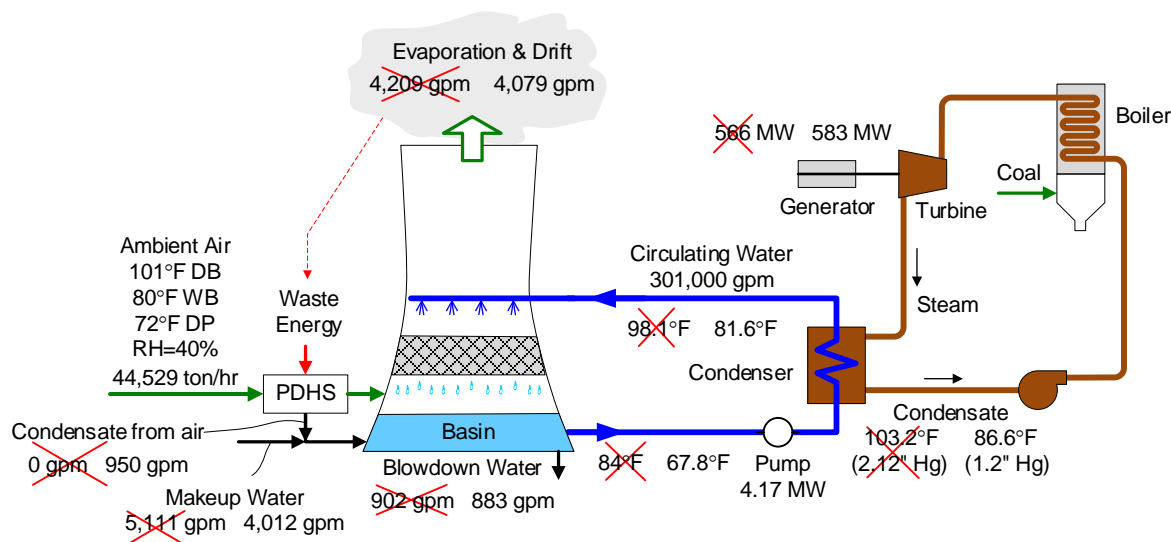 Evaporation & Drift
4,209 gpm 4,079 gpm
566 MW 583 MW
Boiler
Coal
Generator
Turbine
Ambient Air
101°F DB
80°F WB
72°F DP
RH=40%
44,529 ton/hr
Waste
Energy
PDHS
Circulating Water
301,000 gpm
98.1°F 81.6°F
Steam
Condenser
Condensate from air
0 gpm 950 gpm
Basin
Makeup Water
5,111 gpm 4,012 gpm
Blowdown Water
902 gpm 883 gpm
84°F 67.8°F
Pump
4.17 MW
Condensate
103.2°F 86.6°F
(2.12" Hg) (1.2" Hg)